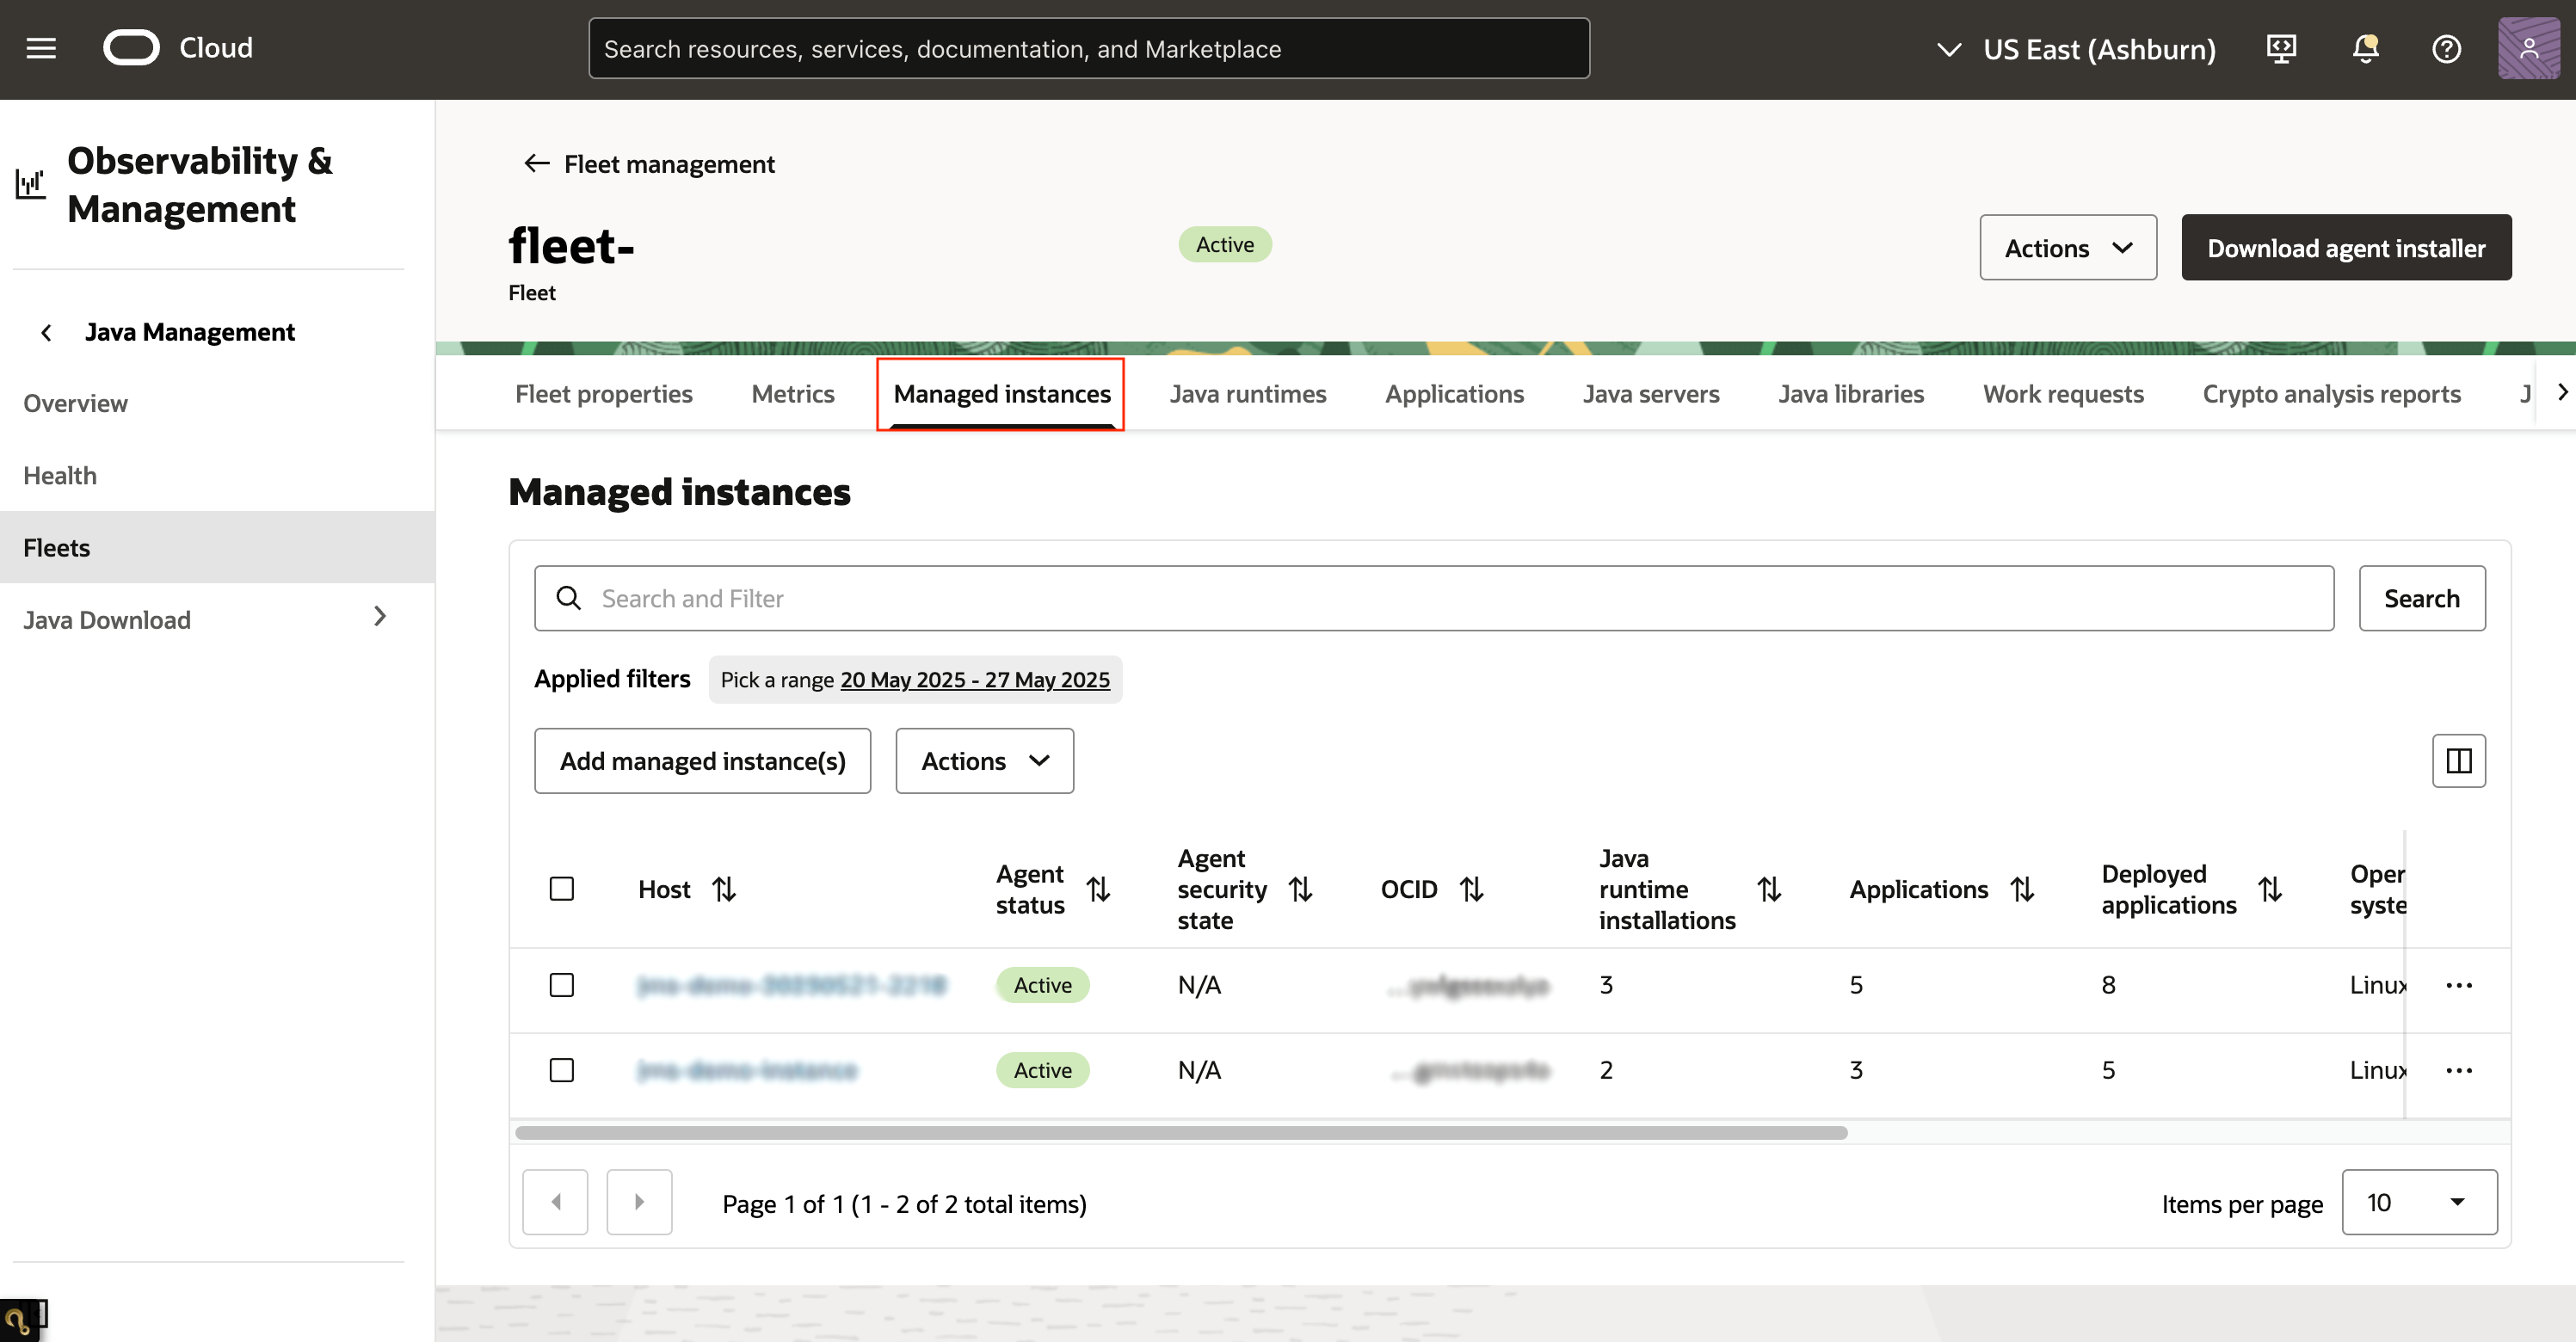 Cloud
Search resources, services, documentation, and Marketplace
US East (Ashburn)
Observability &
Management
Java Management
Overview
Health
Fleets
Java Download
Fleet management
fleet-
Active
Fleet
Actions
Download agent installer
Fleet properties
Metrics
Managed instances
Java runtimes
Applications
Java servers
Java libraries
Work requests
Crypto analysis reports
J
Managed instances
Search and Filter
Search
Applied filters
Pick a range 20 May 2025 - 27 May 2025
Add managed instance(s)
Actions
Host
Agent
status
Agent
security
state
OCID
Java
runtime
installations
Applications
Deployed
applications
Oper
syste
Active
N/A
3
5
8
Linux
Active
N/A
2
3
5
Linux
Page 1 of 1 (1 - 2 of 2 total items)
Items per page
10